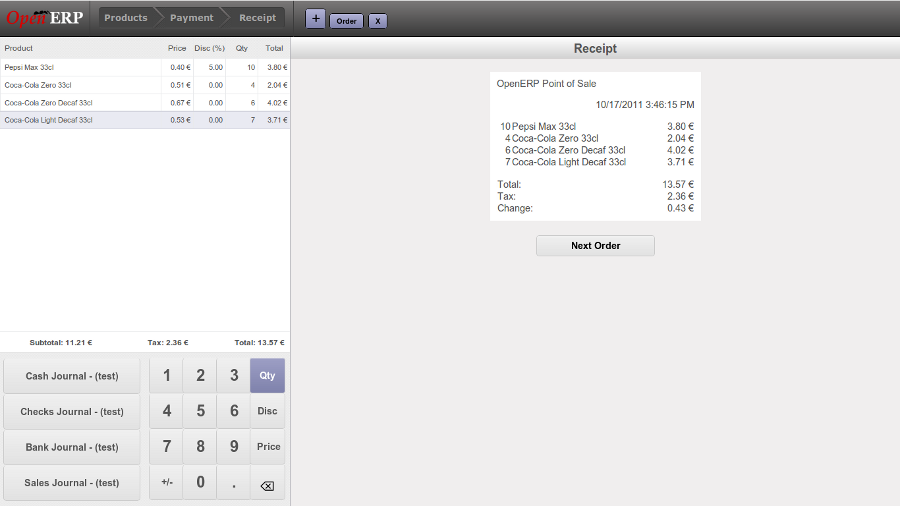 Open ERP
Products Payment Receipt
+ Order X
Product Price Disc (%) Qty Total
Pepsi Max 33cl 0.40 € 5.00 10 3.80 €
Coca-Cola Zero 33cl 0.51 € 0.00 4 2.04 €
Coca-Cola Zero Decaf 33cl 0.67 € 0.00 6 4.02 €
Coca-Cola Light Decaf 33cl 0.53 € 0.00 7 3.71 €
Subtotal: 11.21 € Tax: 2.36 € Total: 13.57 €
Cash Journal - (test) 1 2 3 Qty
Checks Journal - (test) 4 5 6 Disc
Bank Journal - (test) 7 8 9 Price
Sales Journal - (test) +/- 0 .
Receipt
OpenERP Point of Sale
10/17/2011 3:46:15 PM
10 Pepsi Max 33cl 3.80 €
4 Coca-Cola Zero 33cl 2.04 €
6 Coca-Cola Zero Decaf 33cl 4.02 €
7 Coca-Cola Light Decaf 33cl 3.71 €
Total: 13.57 €
Tax: 2.36 €
Change: 0.43 €
Next Order